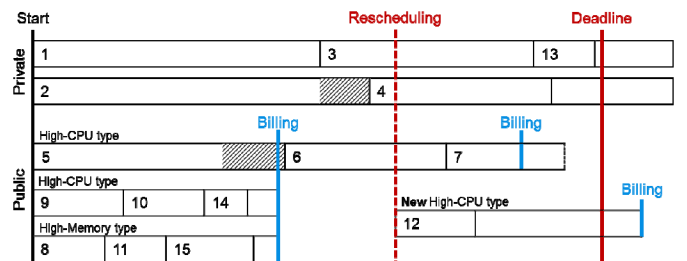 Start Rescheduling Deadline
Private
1 3 13
2 4
Billing Billing
High-CPU type
5 6 7
Public
High-CPU type
Billing
9 10 14
New High-CPU type
12
High-Memory type
8 11 15